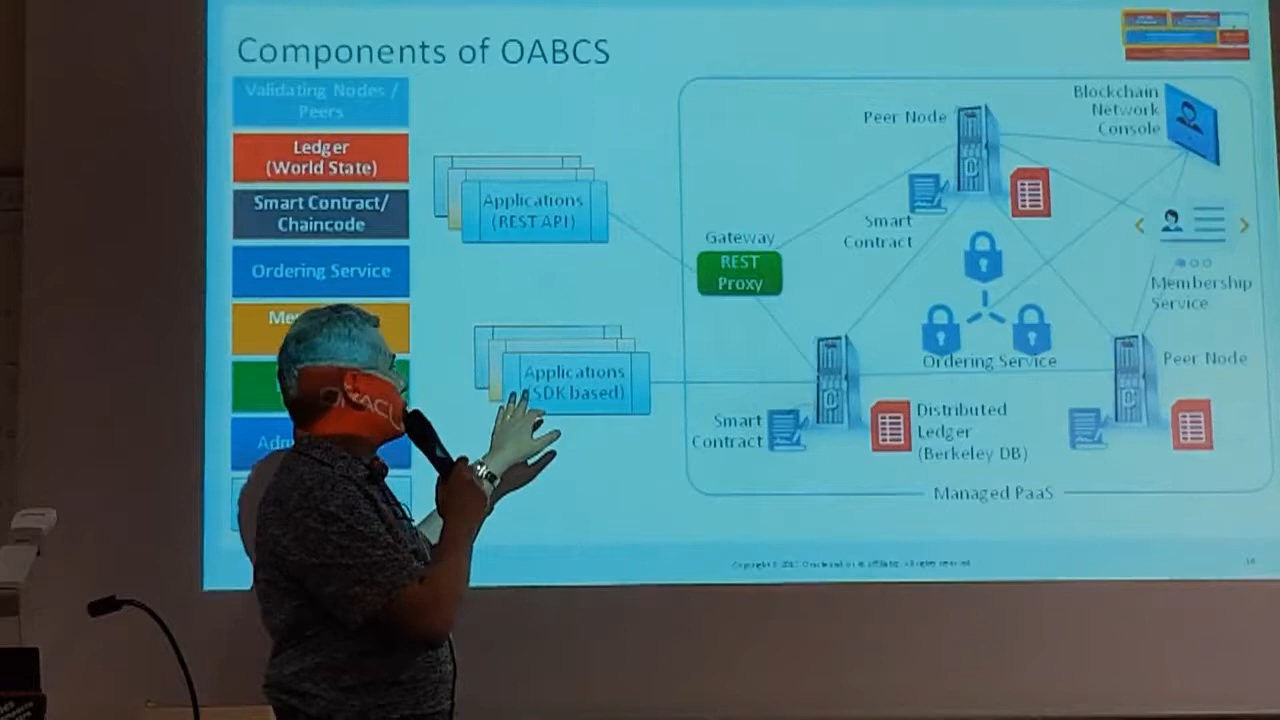 Components of OABCS
Validating Nodes /
Peers
Ledger
(World State)
Smart Contract/
Chaincode
Ordering Service
ORACL
Applications
(REST API)
Applications
(SDK based)
Gateway
REST
Proxy
Peer Node
Smart
Contract
Blockchain
Network
Console
Membership
Service
Ordering Service
Peer Node
Smart
Contract
Distributed
Ledger
(Berkeley DB)
Managed PaaS